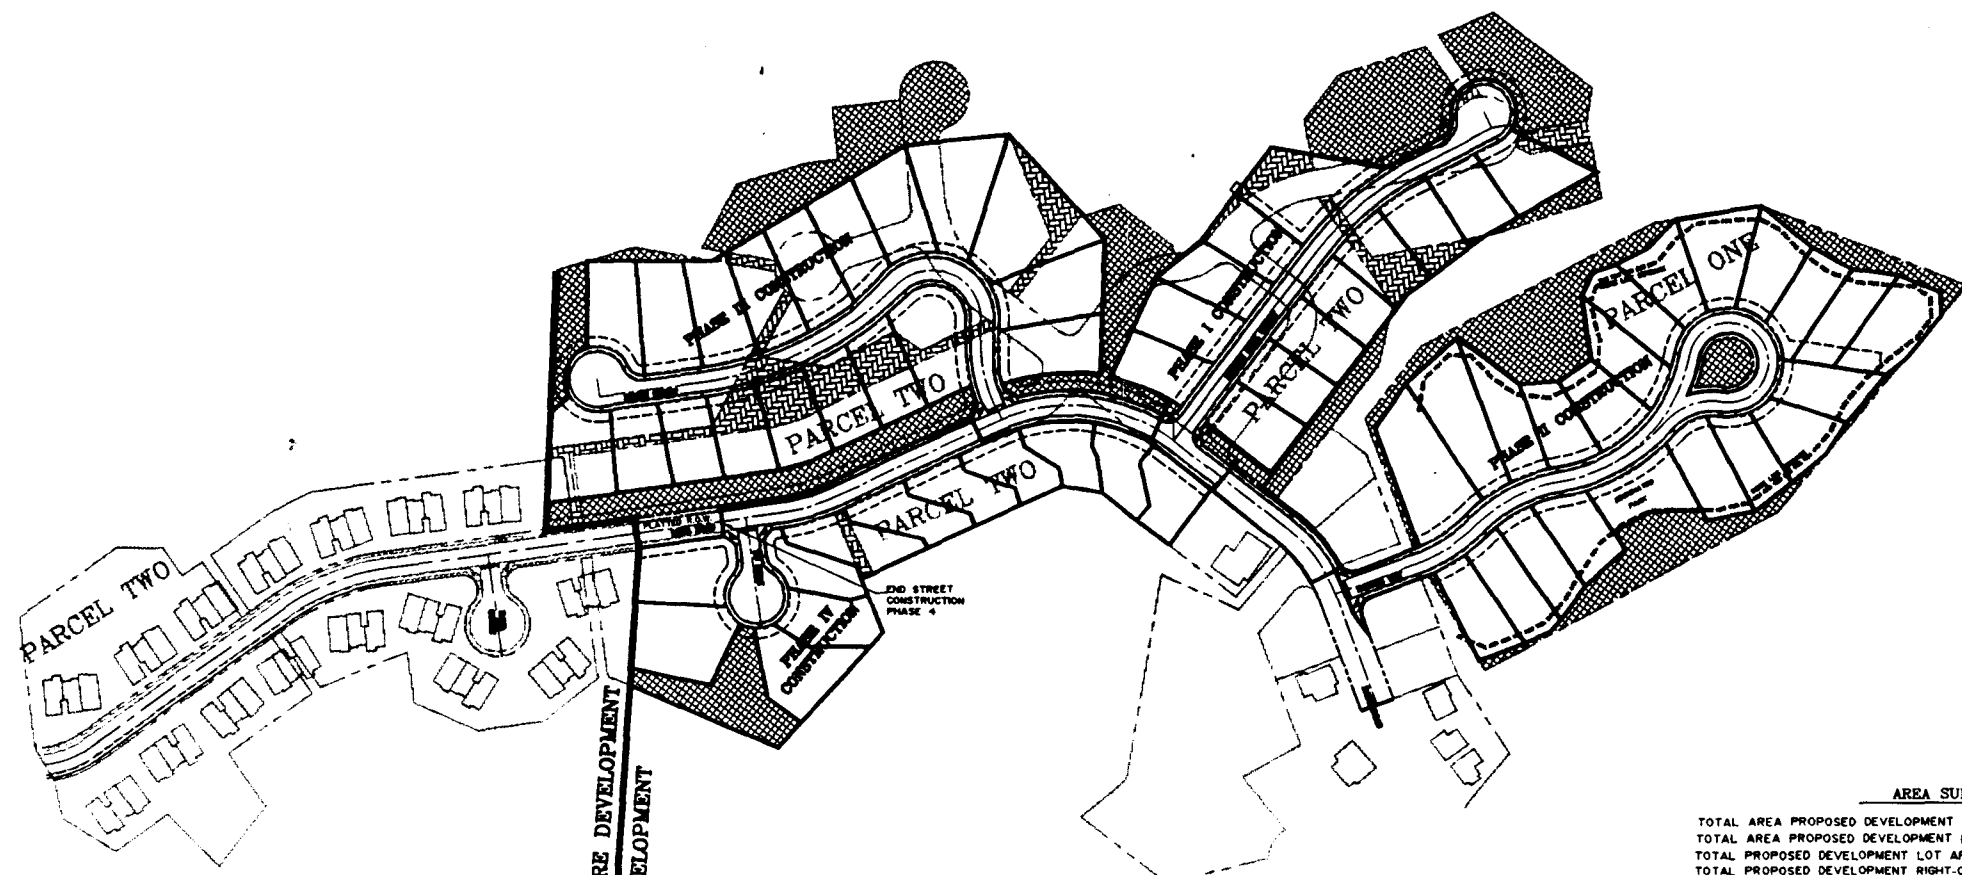 PARCEL ONE
PHASE III CONSTRUCTION
PHASE I CONSTRUCTION
PARCEL TWO
PARCEL TWO
PHASE II CONSTRUCTION
PARCEL TWO
PLATTED R.O.W.
PARCEL TWO
END STREET
CONSTRUCTION
PHASE 4
PHASE IV
CONSTRUCTION
RE DEVELOPMENT
ELOPMENT
AREA SU
TOTAL AREA PROPOSED DEVELOPMENT
TOTAL AREA PROPOSED DEVELOPMENT
TOTAL PROPOSED DEVELOPMENT LOT AR
TOTAL PROPOSED DEVELOPMENT RIGHT-O